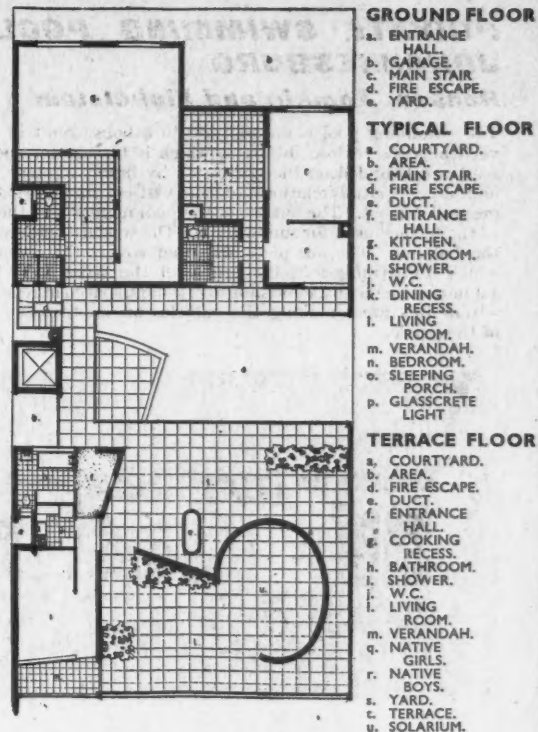 GROUND FLOOR
a. ENTRANCE
HALL.
b. GARAGE.
c. MAIN STAIR
d. FIRE ESCAPE.
e. YARD.
TYPICAL FLOOR
a. COURTYARD.
b. AREA.
c. MAIN STAIR.
d. FIRE ESCAPE.
e. DUCT.
f. ENTRANCE
HALL.
g. KITCHEN.
h. BATHROOM.
i. SHOWER.
j. W.C.
k. DINING
RECESS.
l. LIVING
ROOM.
m. VERANDAH.
n. BEDROOM.
o. SLEEPING
PORCH.
p. GLASSCRETE
LIGHT
TERRACE FLOOR
a. COURTYARD.
b. AREA.
d. FIRE ESCAPE.
e. DUCT.
f. ENTRANCE
HALL.
g. COOKING
RECESS.
h. BATHROOM.
i. SHOWER.
j. W.C.
l. LIVING
ROOM.
m. VERANDAH.
q. NATIVE
GIRLS.
r. NATIVE
BOYS.
s. YARD.
t. TERRACE.
u. SOLARIUM.